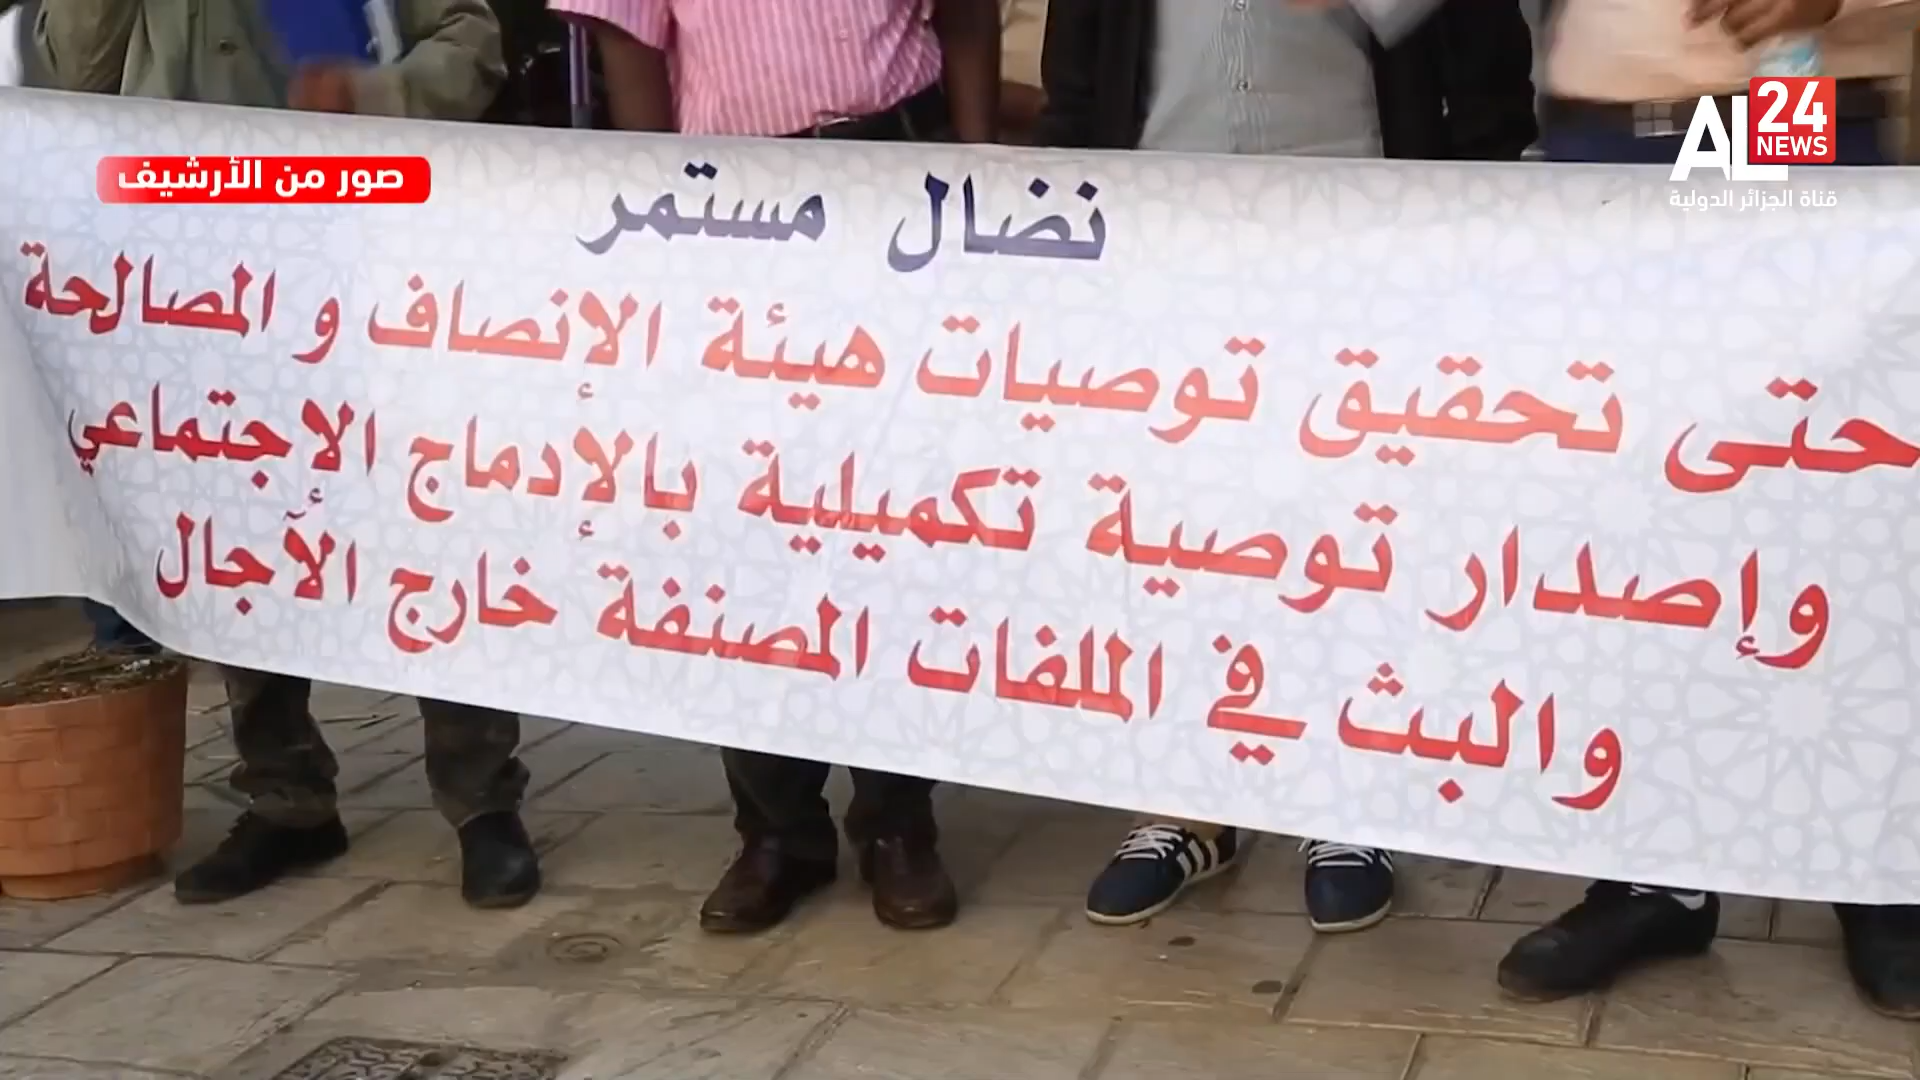 AL 24 NEWS
قناة الجزائر الدولية
صور من الأرشيف
نضال مستمر
حتى تحقيق توصيات هيئة الإنصاف و المصالحة
وإصدار توصية تكميلية بالإدماج الإجتماعي
والبث في الملفات المصنفة خارج الآجال